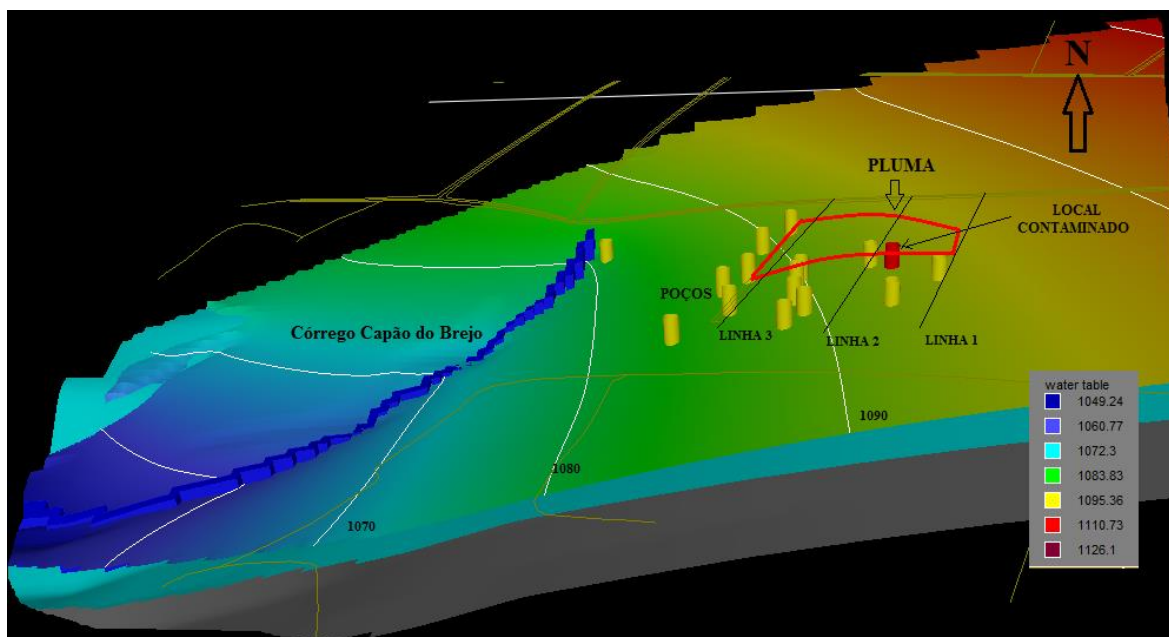 N
PLUMA
LOCAL
CONTAMINADO
POÇOS
Córrego Capão do Brejo
LINHA 3
LINHA 2
LINHA 1
1090
1080
1070
water table
1049.24
1060.77
1072.3
1083.83
1095.36
1110.73
1126.1